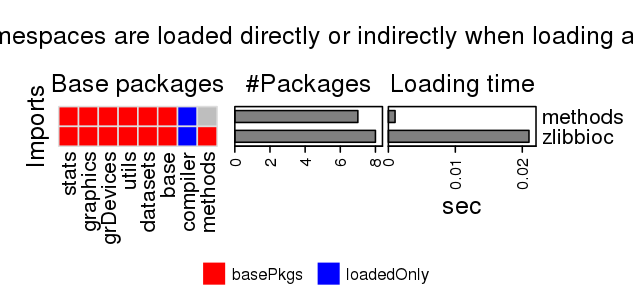 mespaces are loaded directly or indirectly when loading a
Base packages #Packages Loading time
Imports
methods
zlibbioc
stats graphics grDevices utils datasets base compiler methods
0 2 4 6 8
0 0.01 0.02
sec
basePkgs loadedOnly